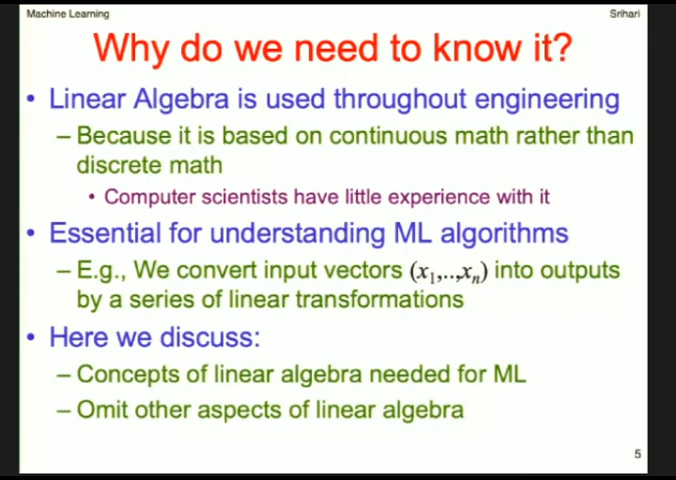 Machine Learning
Srihari
Why do we need to know it?
• Linear Algebra is used throughout engineering
– Because it is based on continuous math rather than
discrete math
• Computer scientists have little experience with it
• Essential for understanding ML algorithms
– E.g., We convert input vectors (x₁,..,xₙ) into outputs
by a series of linear transformations
• Here we discuss:
– Concepts of linear algebra needed for ML
– Omit other aspects of linear algebra
5